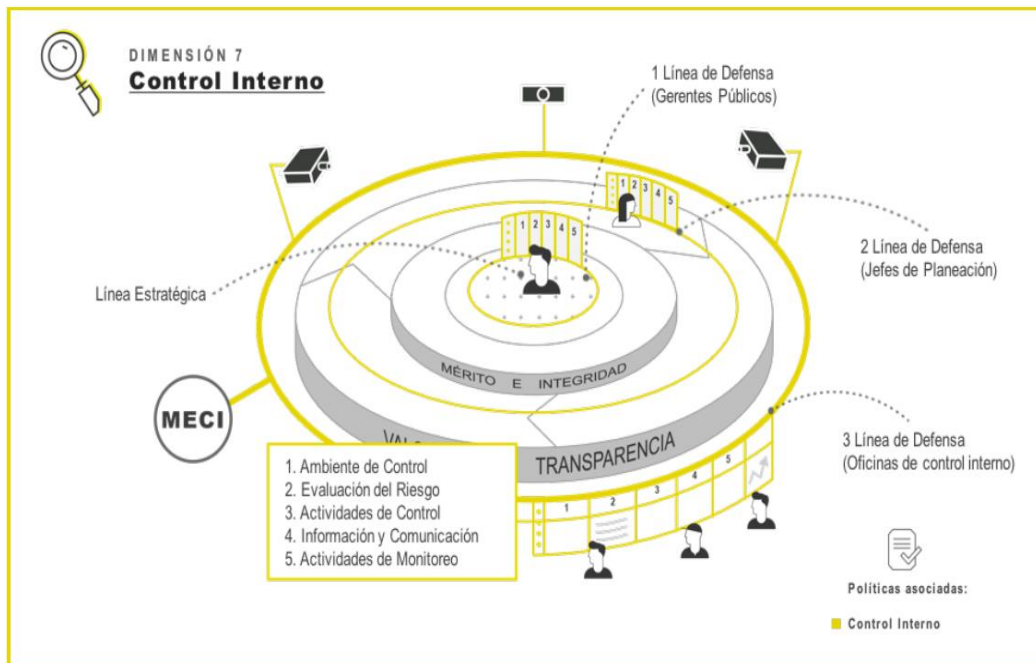 DIMENSIÓN 7
Control Interno
1 Línea de Defensa
(Gerentes Públicos)
1 2 3 4 5
1 2 3 4 5
2 Línea de Defensa
(Jefes de Planeación)
Línea Estratégica
MÉRITO E INTEGRIDAD
MECI
TRANSPARENCIA
3 Línea de Defensa
(Oficinas de control interno)
1. Ambiente de Control
2. Evaluación del Riesgo
3. Actividades de Control
4. Información y Comunicación
5. Actividades de Monitoreo
1 2 3 4 5
Políticas asociadas:
Control Interno